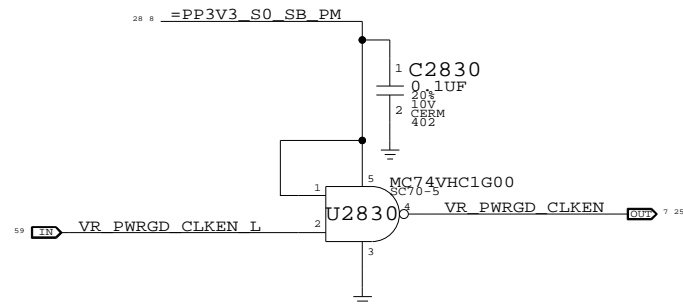 28 8 =PP3V3_S0_SB_PM
1 C2830
0.1UF
20%
10V
2 CERM
402
5 MC74VHC1G00
SC70-5
1
U2830 4 VR_PWRGD_CLKEN OUT 7 25
59 IN VR_PWRGD_CLKEN_L 2
3